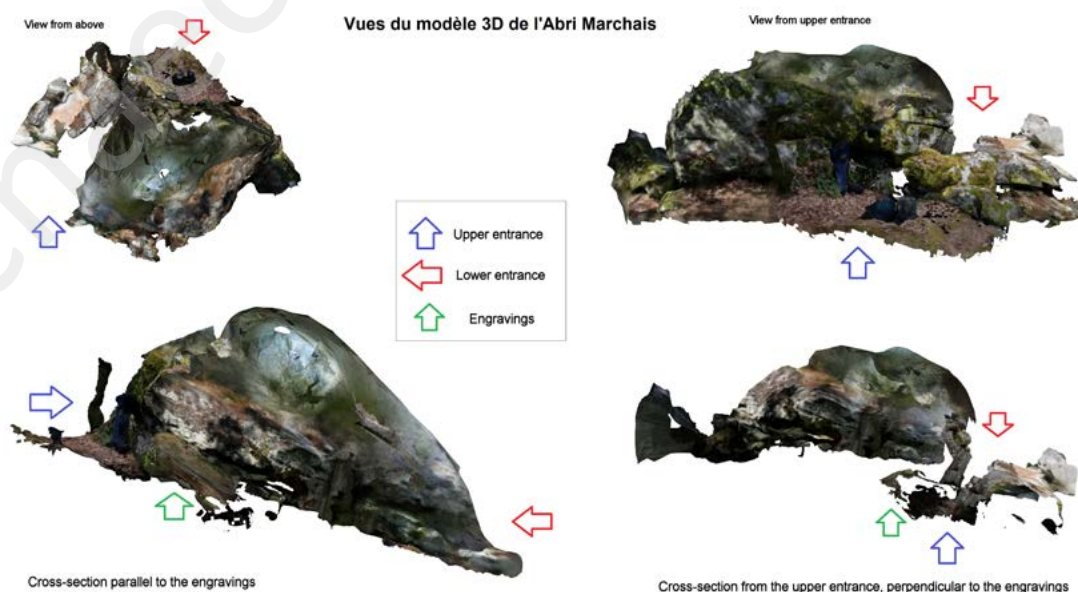 Vues du modèle 3D de l'Abri Marchais
View from above
View from upper entrance
Upper entrance
Lower entrance
Engravings
Cross-section parallel to the engravings
Cross-section from the upper entrance, perpendicular to the engravings